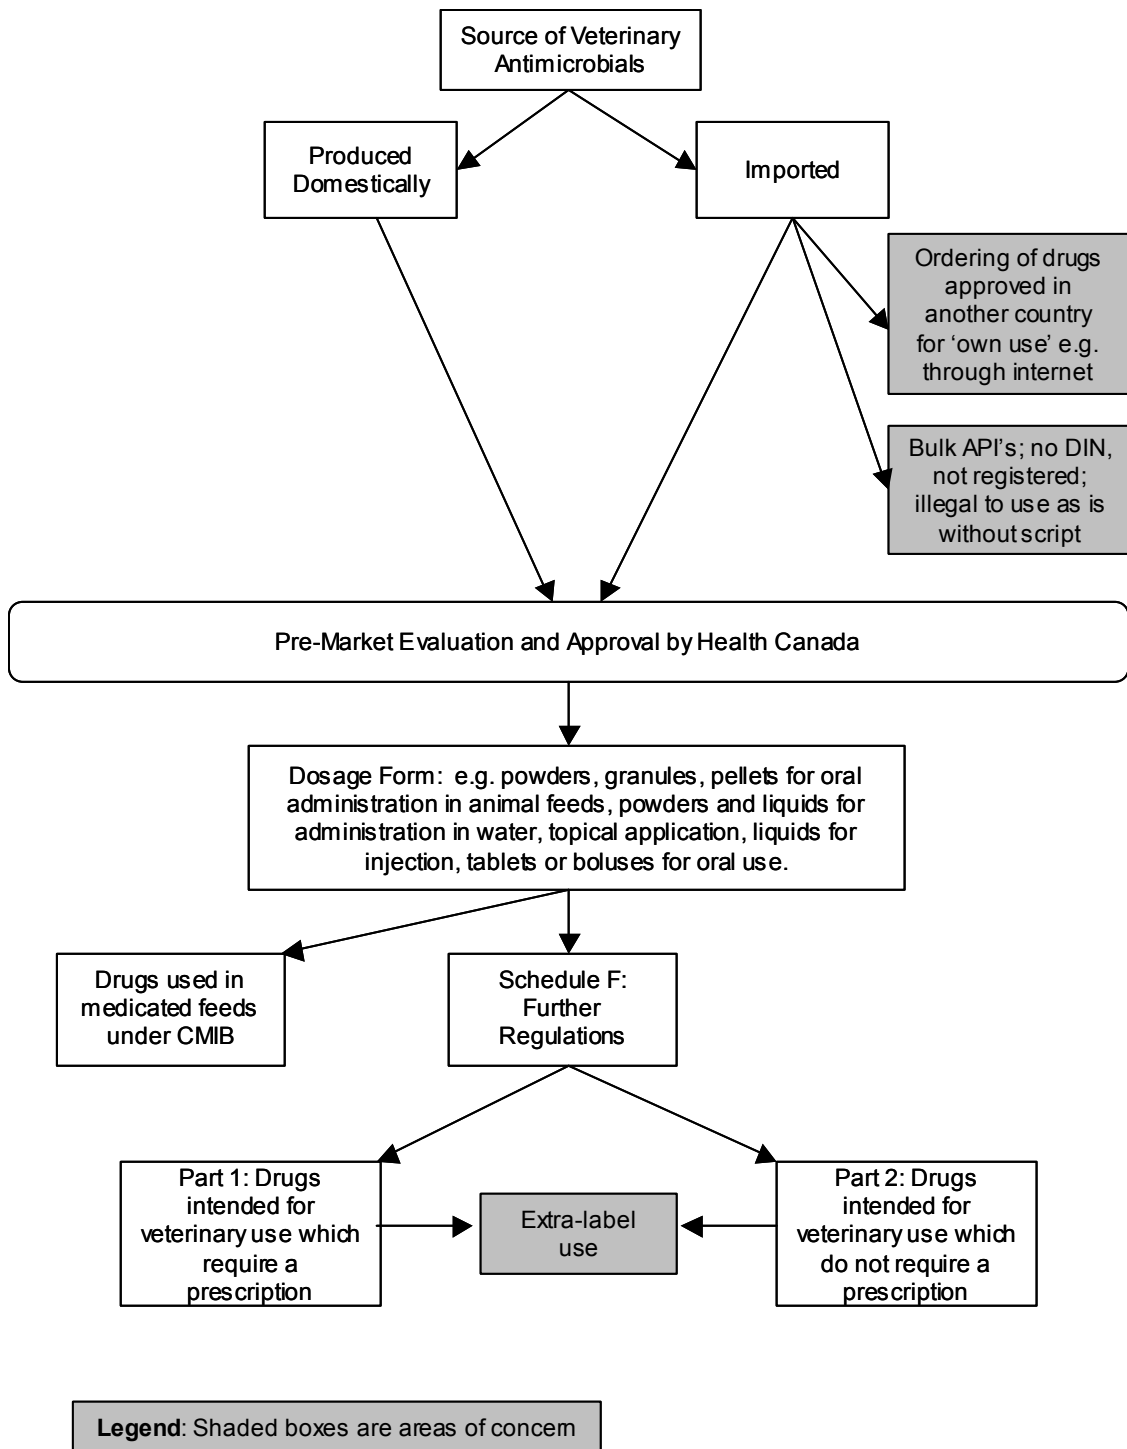 Source of Veterinary
Antimicrobials
Produced
Domestically
Imported
Ordering of drugs
approved in
another country
for ‘own use’ e.g.
through internet
Bulk API's; no DIN,
not registered;
illegal to use as is
without script
Pre-Market Evaluation and Approval by Health Canada
Dosage Form: e.g. powders, granules, pellets for oral
administration in animal feeds, powders and liquids for
administration in water, topical application, liquids for
injection, tablets or boluses for oral use.
Drugs used in
medicated feeds
under CMIB
Schedule F:
Further
Regulations
Part 1: Drugs
intended for
veterinary use which
require a
prescription
Extra-label
use
Part 2: Drugs
intended for
veterinary use which
do not require a
prescription
Legend: Shaded boxes are areas of concern